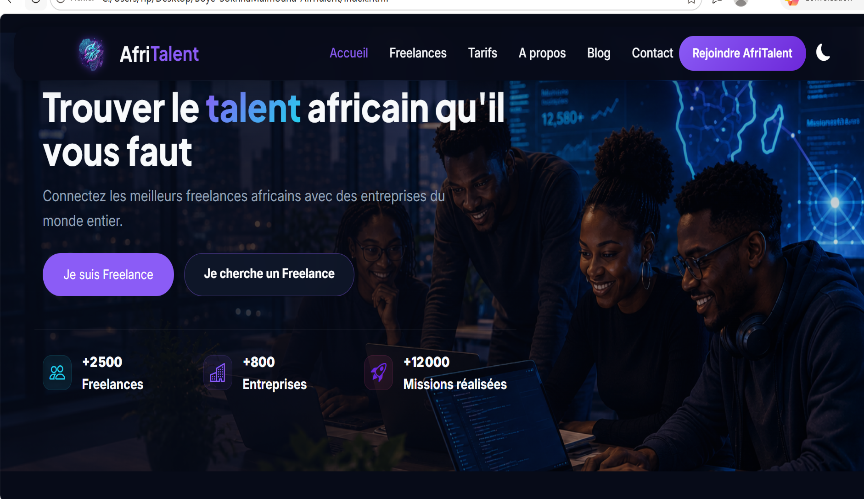 AfriTalent
Accueil Freelances Tarifs A propos Blog Contact Rejoindre AfriTalent
Trouver le talent africain qu'il
vous faut
Connectez les meilleurs freelances africains avec des entreprises du
monde entier.
Je suis Freelance Je cherche un Freelance
+2500 +800 +12000
Freelances Entreprises Missions réalisées
12,580+